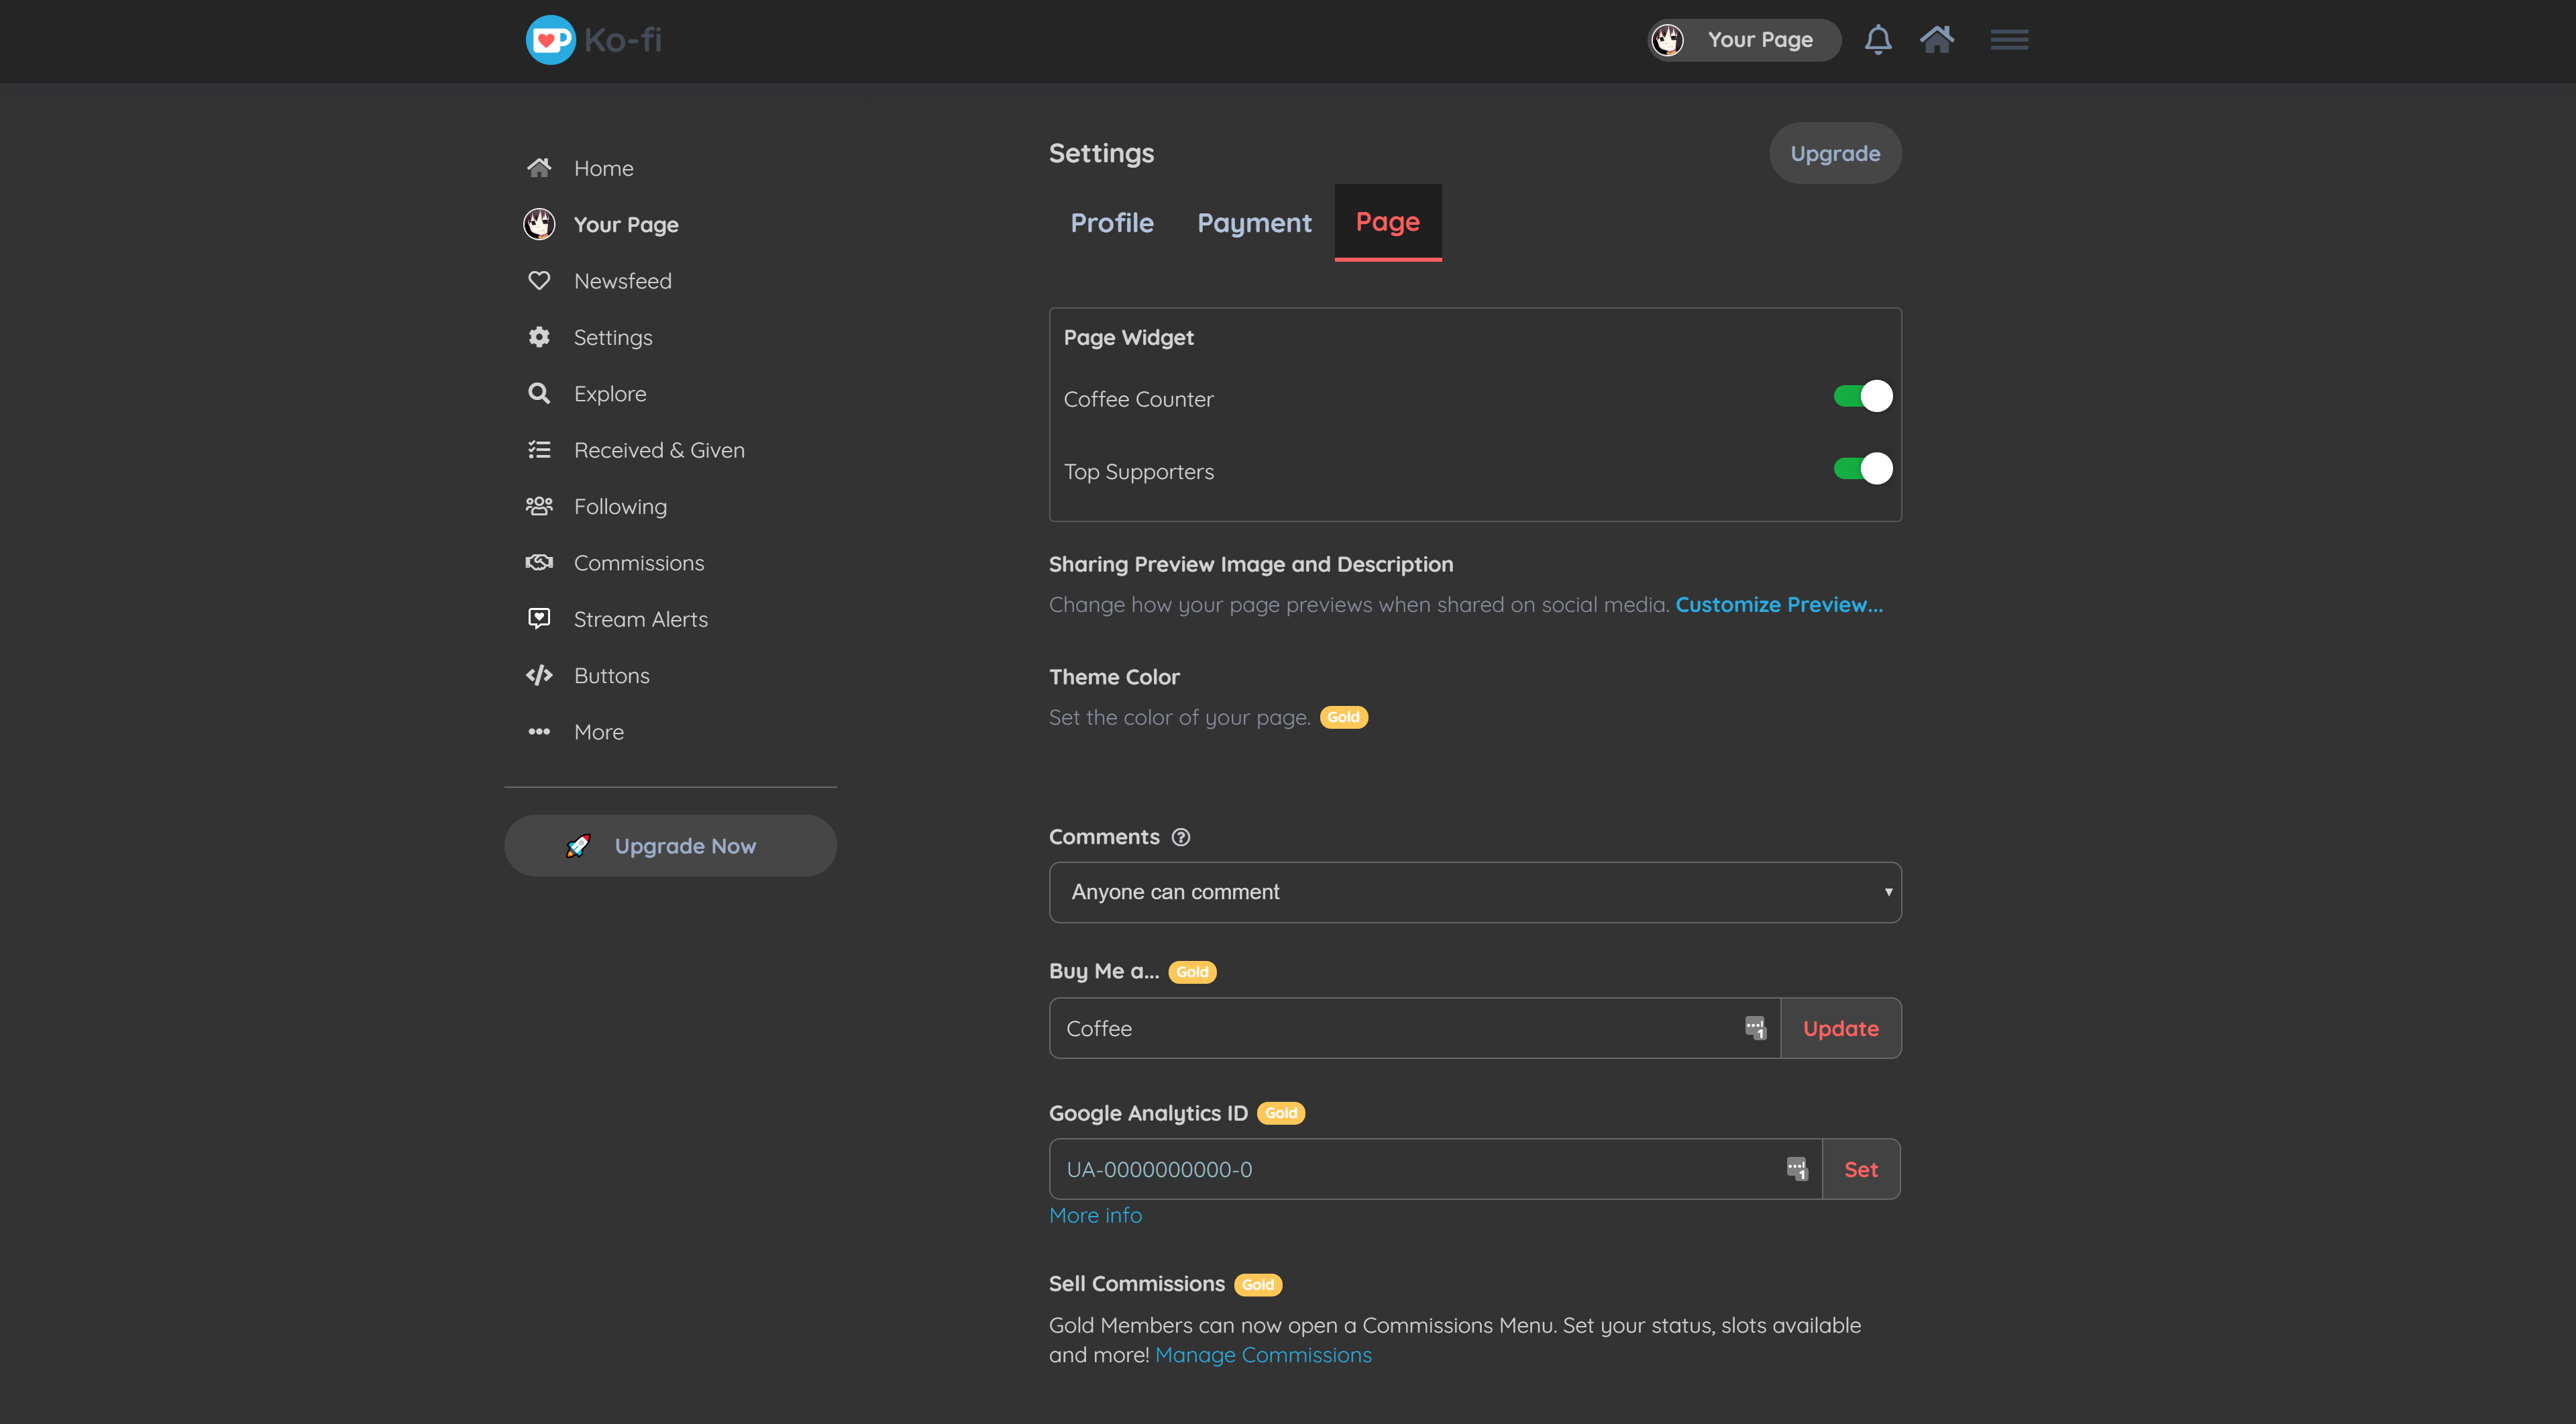 Ko-fi
Your Page
Home
Your Page
Newsfeed
Settings
Explore
Received & Given
Following
Commissions
Stream Alerts
Buttons
More
Upgrade Now
Settings
Upgrade
Profile
Payment
Page
Page Widget
Coffee Counter
Top Supporters
Sharing Preview Image and Description
Change how your page previews when shared on social media. Customize Preview...
Theme Color
Set the color of your page. Gold
Comments
Anyone can comment
Buy Me a... Gold
Coffee
1
Update
Google Analytics ID Gold
UA-0000000000-0
1
Set
More info
Sell Commissions Gold
Gold Members can now open a Commissions Menu. Set your status, slots available
and more! Manage Commissions